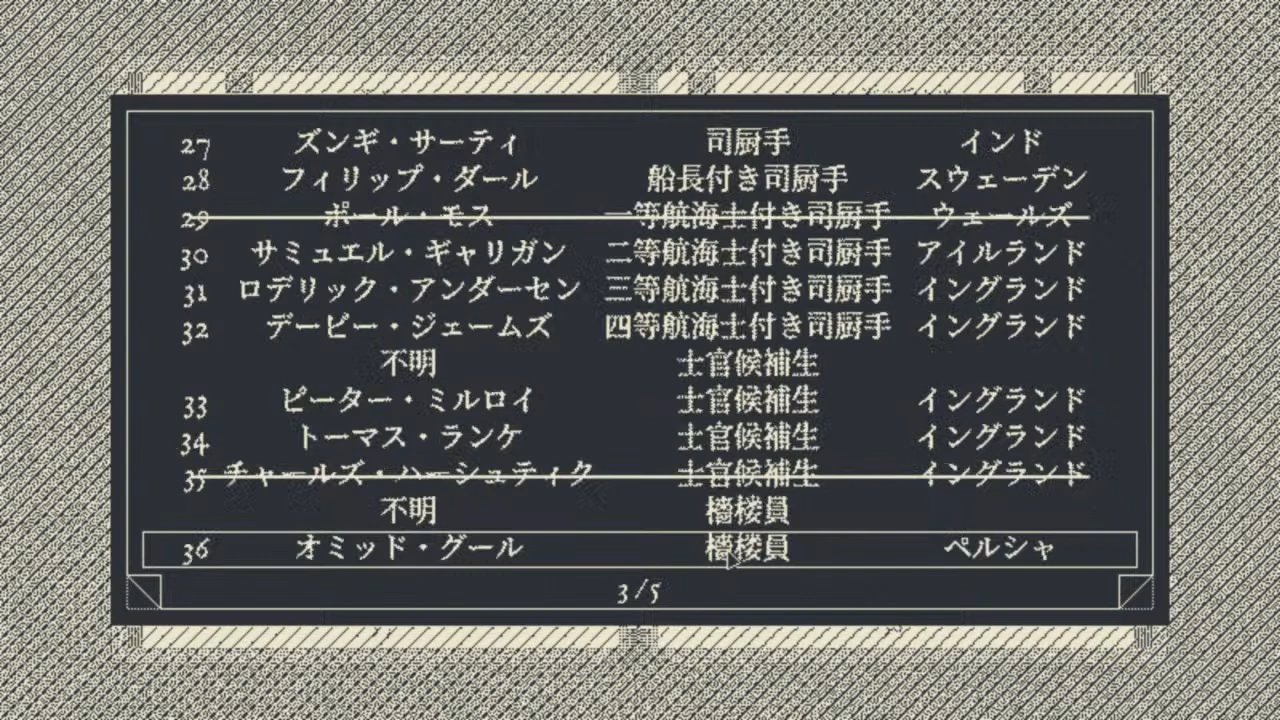 27 ズンギ・サーティ 司厨手 インド
28 フィリップ・ダール 船長付き司厨手 スウェーデン
29 ポール・モス 一等航海士付き司厨手 ウェールズ
30 サミュエル・ギャリガン 二等航海士付き司厨手 アイルランド
31 ロデリック・アンダーセン 三等航海士付き司厨手 イングランド
32 デービー・ジェームズ 四等航海士付き司厨手 イングランド
不明 士官候補生
33 ピーター・ミルロイ 士官候補生 イングランド
34 トーマス・ランケ 士官候補生 イングランド
35 チャールズ・ハーシュティク 士官候補生 イングランド
不明 檣楼員
36 オミッド・グール 檣楼員 ペルシャ
3/5